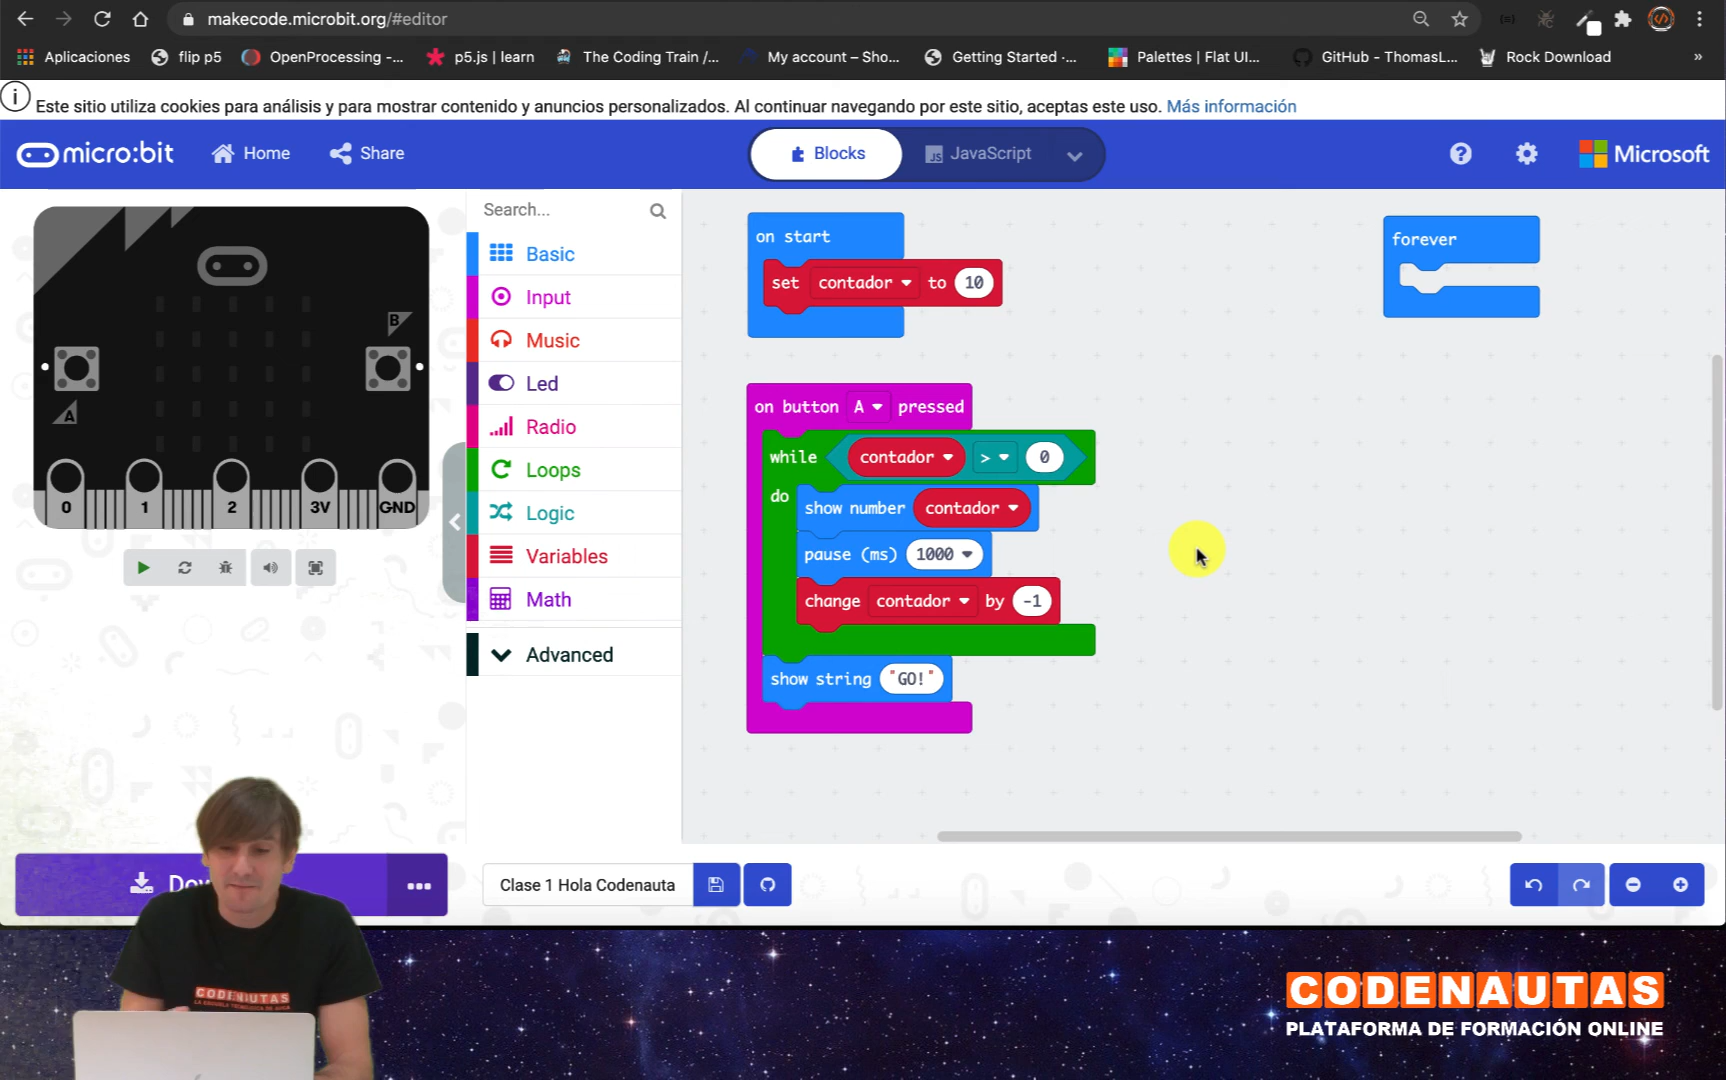 makecode.microbit.org/#editor
Aplicaciones flip p5 OpenProcessing -... p5.js | learn The Coding Train /... My account – Sho... Getting Started ·... Palettes | Flat UI... GitHub - ThomasL... Rock Download »
Este sitio utiliza cookies para análisis y para mostrar contenido y anuncios personalizados. Al continuar navegando por este sitio, aceptas este uso. Más información
micro:bit Home Share Blocks JS JavaScript ? Microsoft
Search...
Basic
Input
Music
Led
Radio
Loops
Logic
Variables
Math
Advanced
B
A
0 1 2 3V GND
on start
set contador to 10
forever
on button A pressed
while contador > 0
do show number contador
pause (ms) 1000
change contador by -1
show string "GO!"
Clase 1 Hola Codenauta
CODENAUTAS
CODENAUTAS
PLATAFORMA DE FORMACIÓN ONLINE